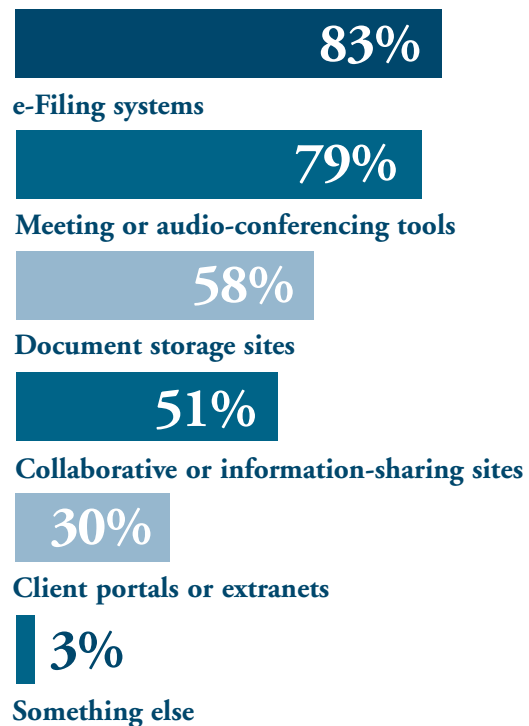 83%
e-Filing systems
79%
Meeting or audio-conferencing tools
58%
Document storage sites
51%
Collaborative or information-sharing sites
30%
Client portals or extranets
3%
Something else